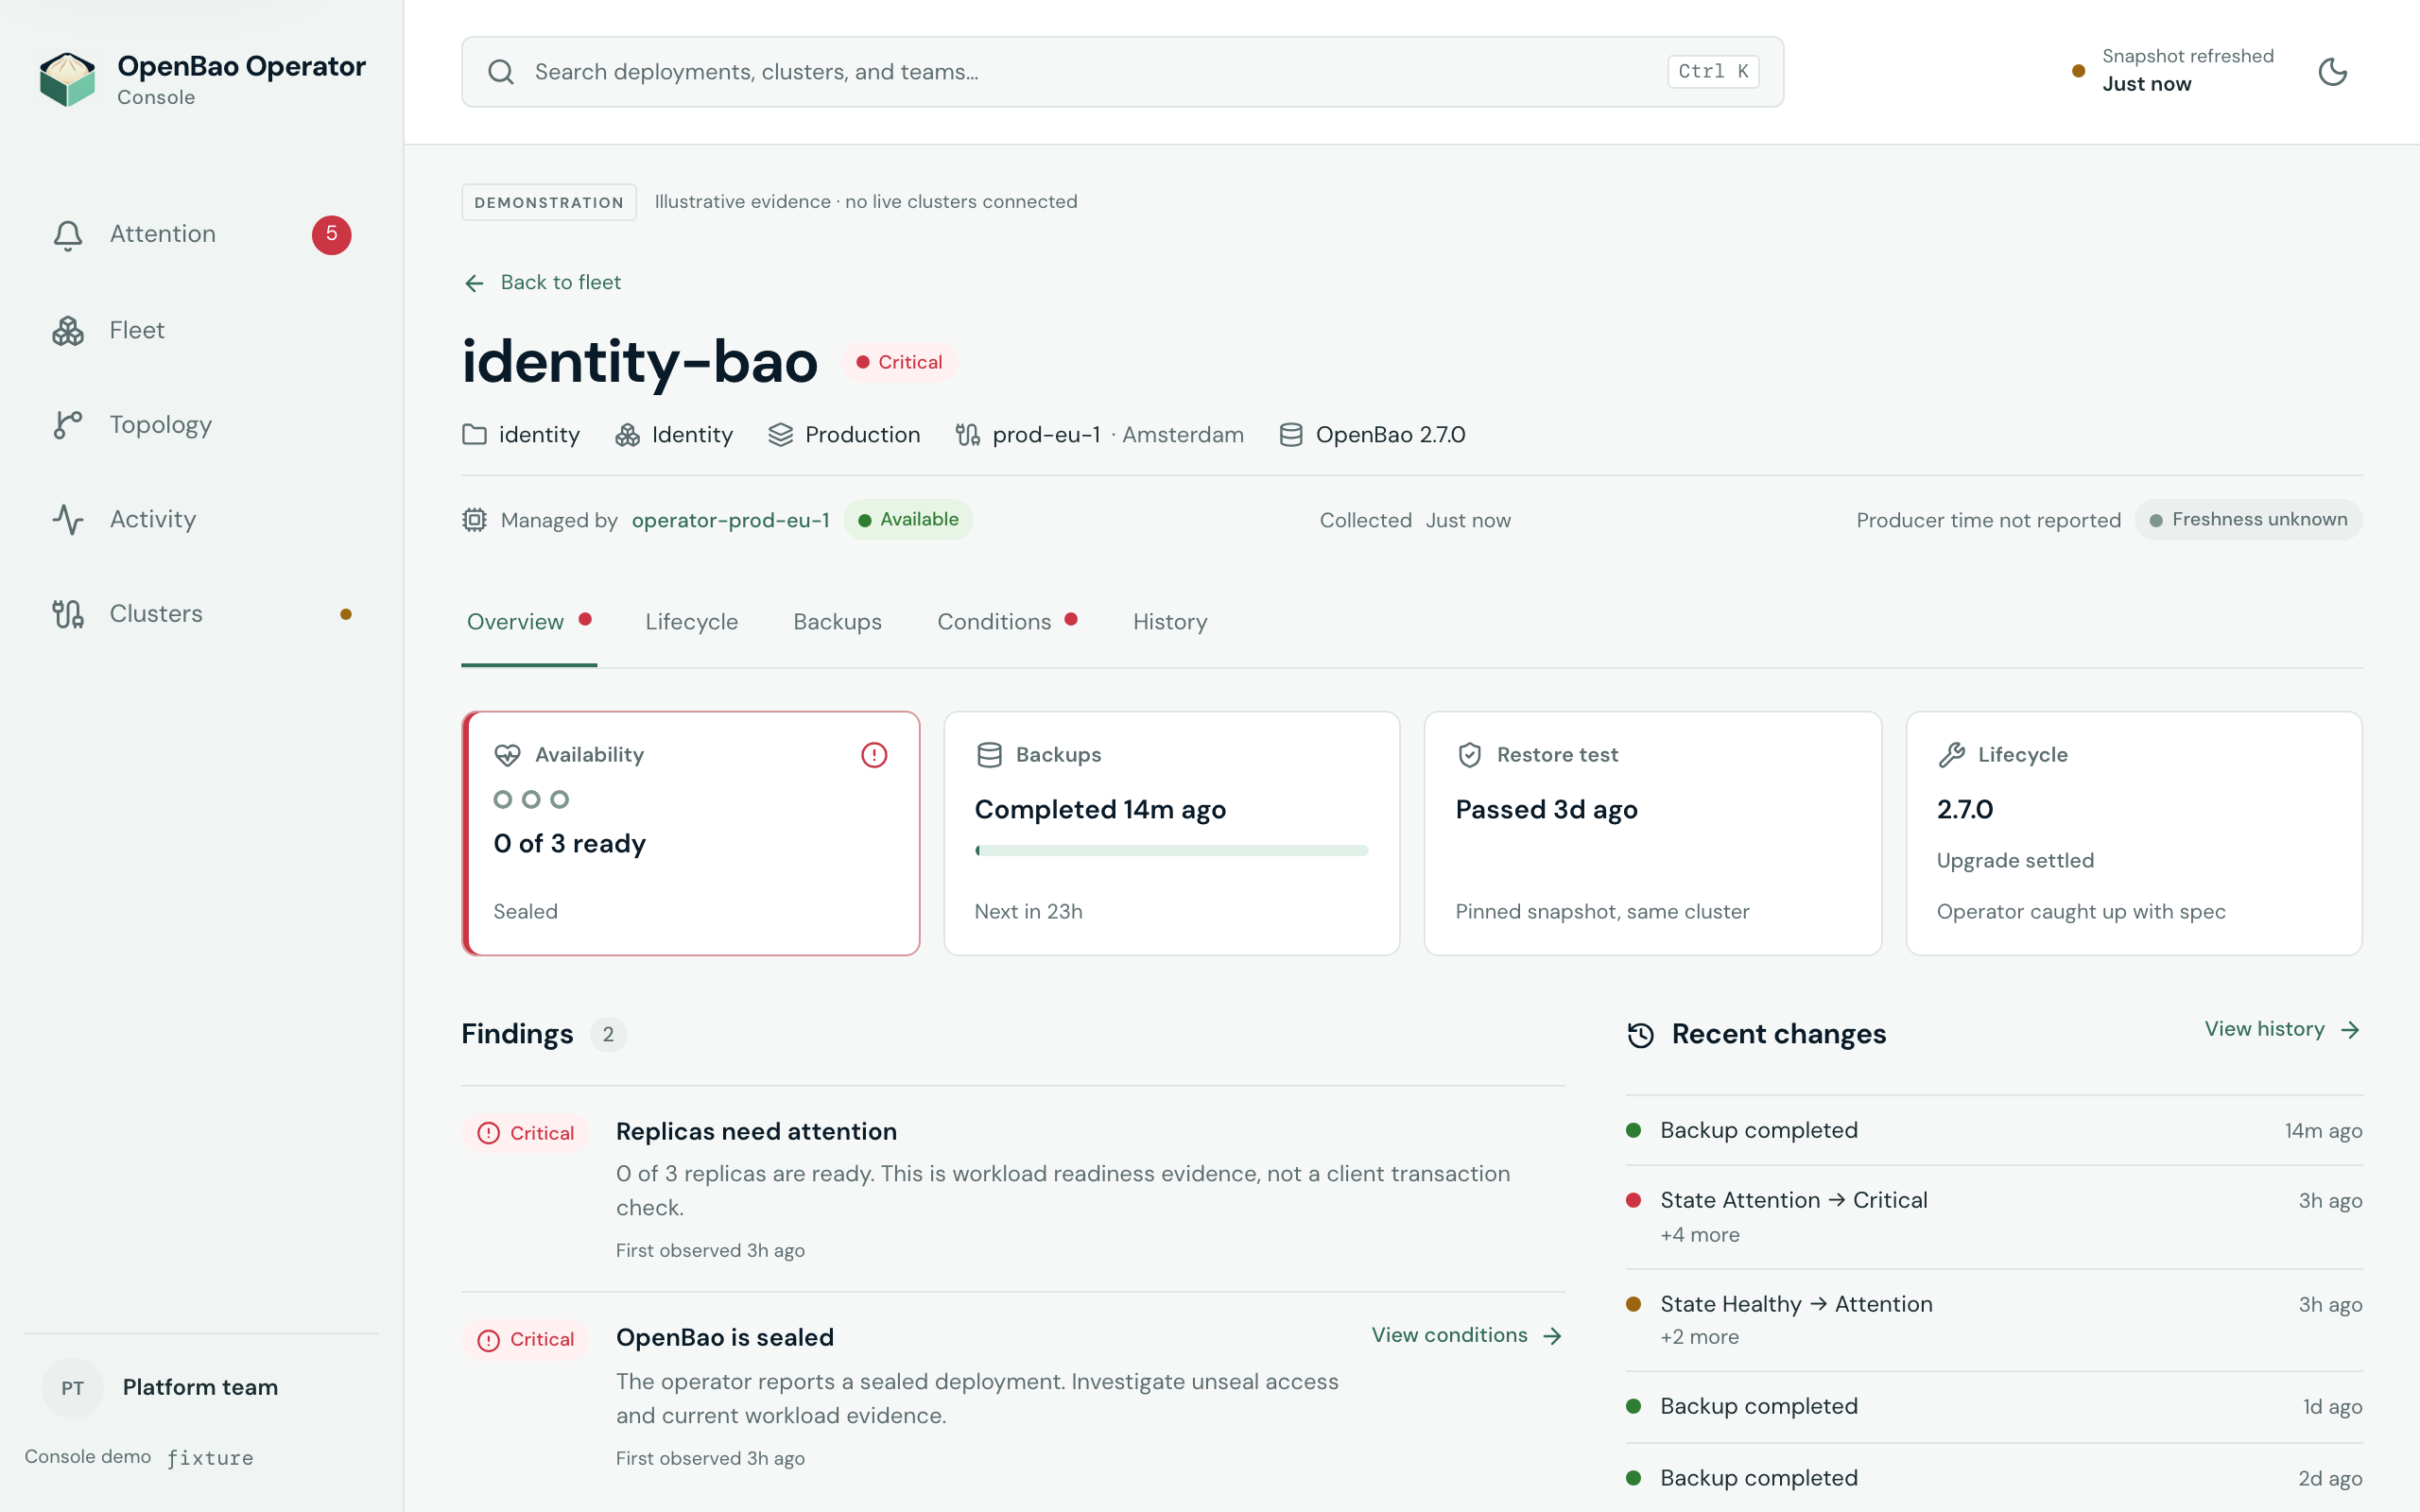 OpenBao Operator
Console
Attention
5
Fleet
Topology
Activity
Clusters
PT
Platform team
Console demo fixture
Search deployments, clusters, and teams...
Ctrl K
Snapshot refreshed
Just now
DEMONSTRATION
Illustrative evidence · no live clusters connected
Back to fleet
identity-bao
Critical
identity
Identity
Production
prod-eu-1 · Amsterdam
OpenBao 2.7.0
Managed by operator-prod-eu-1
Available
Collected Just now
Producer time not reported
Freshness unknown
Overview
Lifecycle
Backups
Conditions
History
Availability
0 of 3 ready
Sealed
Backups
Completed 14m ago
Next in 23h
Restore test
Passed 3d ago
Pinned snapshot, same cluster
Lifecycle
2.7.0
Upgrade settled
Operator caught up with spec
Findings
2
Critical
Replicas need attention
0 of 3 replicas are ready. This is workload readiness evidence, not a client transaction
check.
First observed 3h ago
Critical
OpenBao is sealed
View conditions →
The operator reports a sealed deployment. Investigate unseal access
and current workload evidence.
First observed 3h ago
Recent changes
View history →
Backup completed
14m ago
State Attention → Critical
3h ago
+4 more
State Healthy → Attention
3h ago
+2 more
Backup completed
1d ago
Backup completed
2d ago